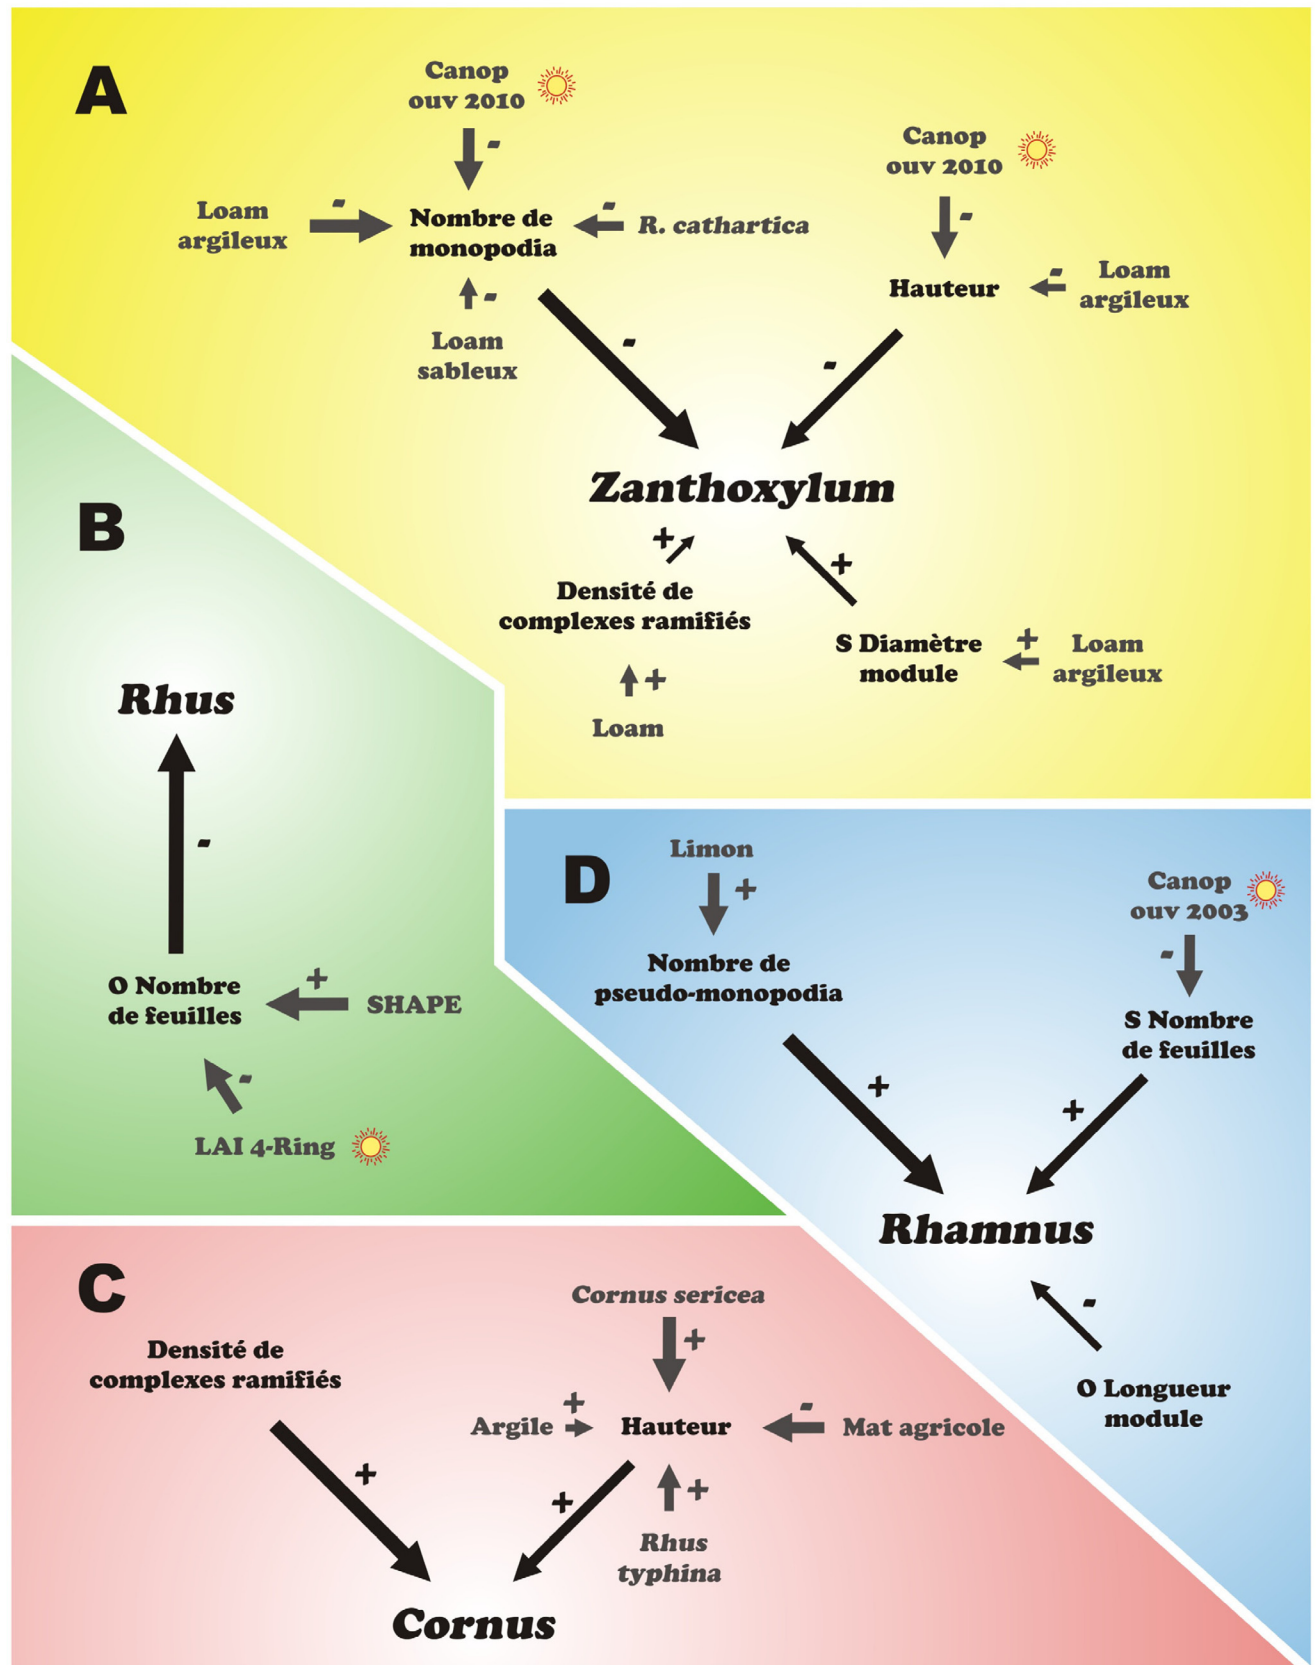 A
Canop
ouv 2010
-
Loam
argileux
-
Nombre de
monopodia
-
R. cathartica
-
Loam
sableux
-
Canop
ouv 2010
-
Hauteur
-
Loam
argileux
-
Zanthoxylum
+
Densité de
complexes ramifiés
+
Loam
+
S Diamètre
module
+
Loam
argileux
B
Rhus
-
O Nombre
de feuilles
+
SHAPE
-
LAI 4-Ring
C
Densité de
complexes ramifiés
+
Cornus sericea
+
Argile
+
Hauteur
-
Mat agricole
+
+
Rhus
typhina
Cornus
D
Limon
+
Nombre de
pseudo-monopodia
+
Canop
ouv 2003
-
S Nombre
de feuilles
+
Rhamnus
-
O Longueur
module